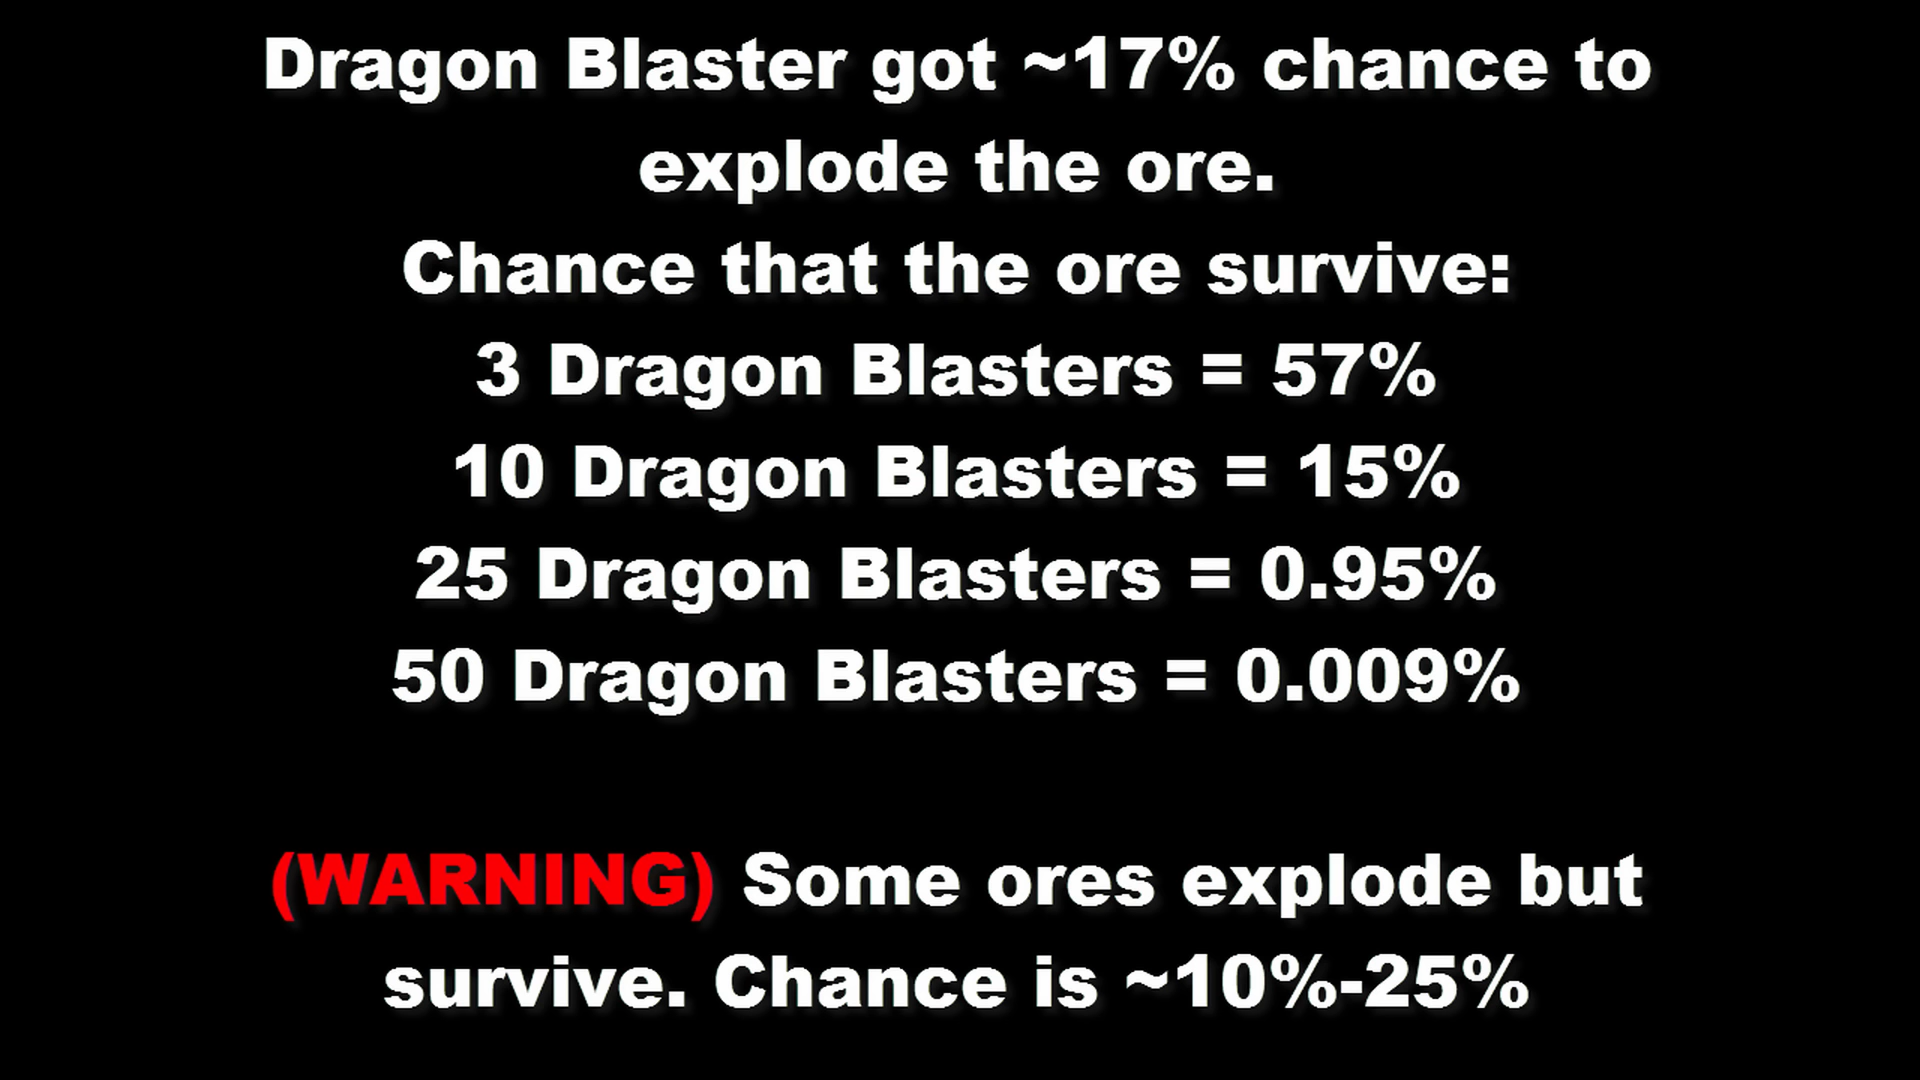 Dragon Blaster got ~17% chance to
explode the ore.
Chance that the ore survive:
3 Dragon Blasters = 57%
10 Dragon Blasters = 15%
25 Dragon Blasters = 0.95%
50 Dragon Blasters = 0.009%
(WARNING) Some ores explode but
survive. Chance is ~10%-25%